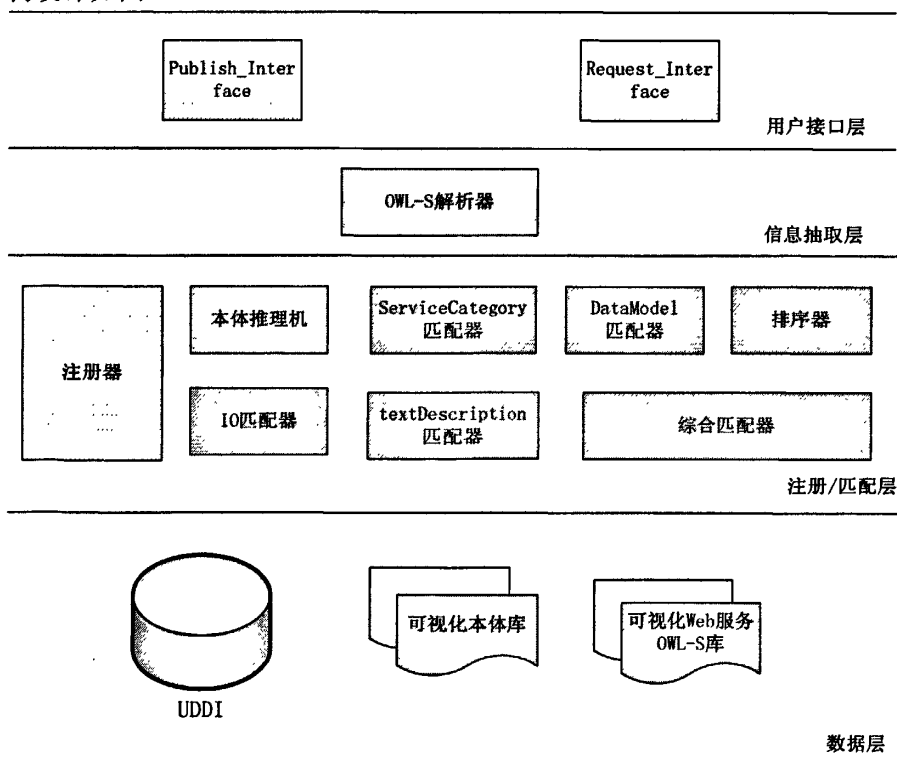 Publish_Inter
face
Request_Inter
face
用户接口层
OWL-S解析器
信息抽取层
注册器
本体推理机
ServiceCategory
匹配器
DataModel
匹配器
排序器
IO匹配器
textDescription
匹配器
综合匹配器
注册/匹配层
UDDI
可视化本体库
可视化Web服务
OWL-S库
数据层